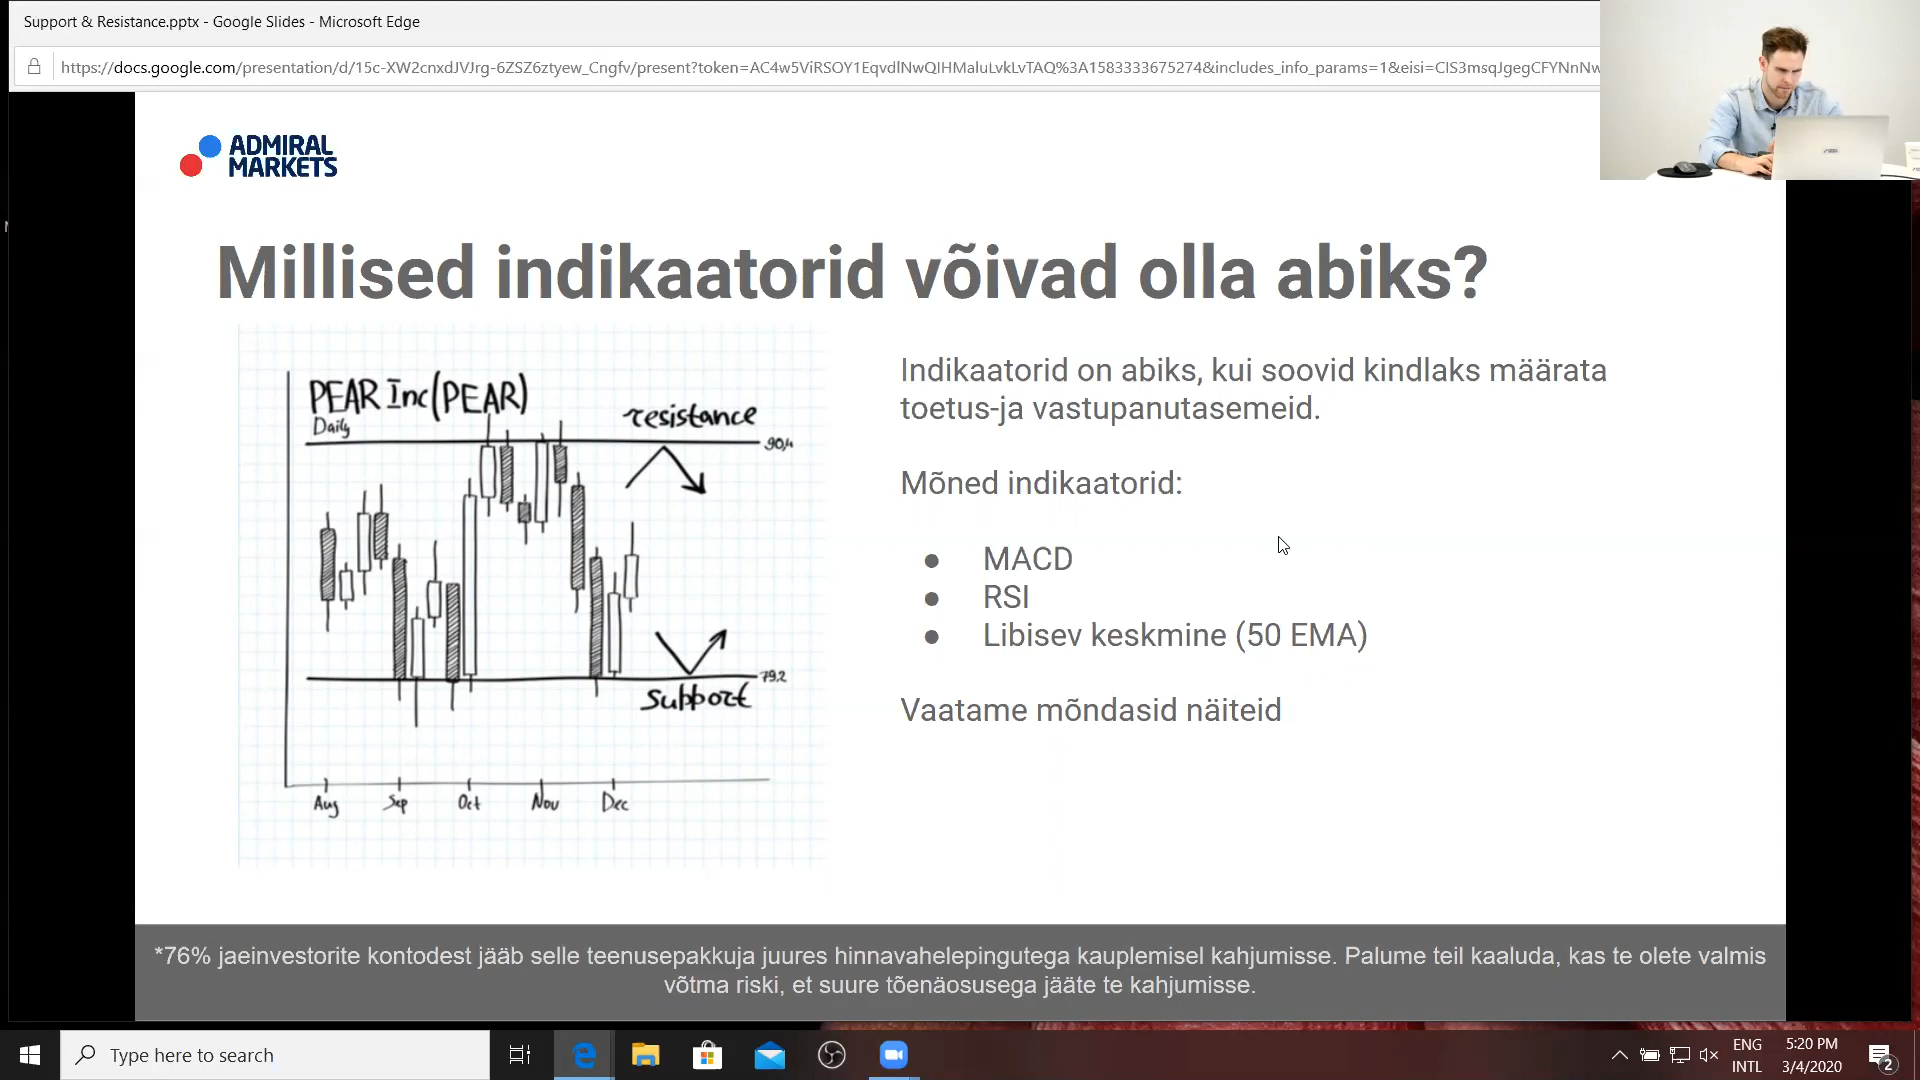 Support & Resistance.pptx - Google Slides - Microsoft Edge
https://docs.google.com/presentation/d/15c-XW2cnxdJVJrg-6ZSZ6ztyew_Cngfv/present?token=AC4w5ViRSOY1EqvdlNwQIHMaluLvkLvTAQ%3A1583333675274&includes_info_params=1&eisi=CIS3msqJgegCFYNnNw
ADMIRAL
MARKETS
Millised indikaatorid võivad olla abiks?
PEAR Inc(PEAR)
Daily
resistance
90,4
79.2
support
Aug Sep Oct Nov Dec
Indikaatorid on abiks, kui soovid kindlaks määrata
toetus-ja vastupanutasemeid.
Mõned indikaatorid:
● MACD
● RSI
● Libisev keskmine (50 EMA)
Vaatame mõndasid näiteid
*76% jaeinvestorite kontodest jääb selle teenusepakkuja juures hinnavahelepingutega kauplemisel kahjumisse. Palume teil kaaluda, kas te olete valmis
võtma riski, et suure tõenäosusega jääte te kahjumisse.
Type here to search
ENG
INTL
5:20 PM
3/4/2020
2